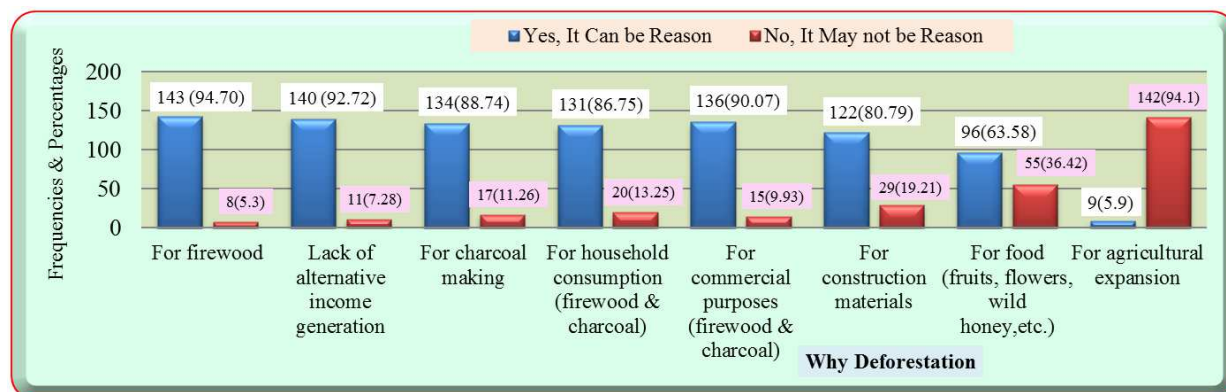 Yes, It Can be Reason
No, It May not be Reason
Frequencies & Percentages
200
150
100
50
0
143 (94.70)
140 (92.72)
134(88.74)
131(86.75)
136(90.07)
122(80.79)
96(63.58)
142(94.1)
8(5.3)
11(7.28)
17(11.26)
20(13.25)
15(9.93)
29(19.21)
55(36.42)
9(5.9)
For firewood
Lack of
alternative
income
generation
For charcoal
making
For household
consumption
(firewood &
charcoal)
For
commercial
purposes
(firewood &
charcoal)
For
construction
materials
For food
(fruits, flowers,
wild
honey,etc.)
For agricultural
expansion
Why Deforestation